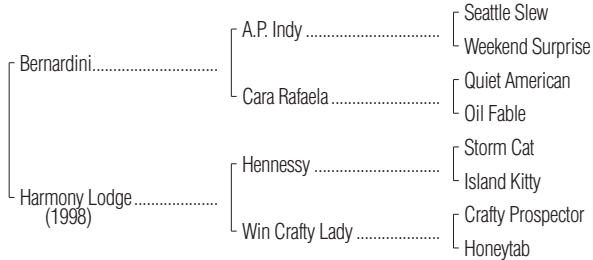 Seattle Slew
A.P. Indy
Weekend Surprise
Bernardini
Quiet American
Cara Rafaela
Oil Fable
Storm Cat
Hennessy
Island Kitty
Harmony Lodge
(1998)
Crafty Prospector
Win Crafty Lady
Honeytab